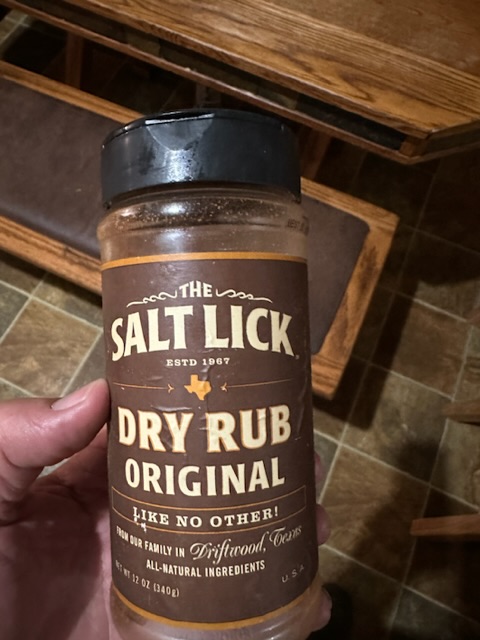 THE
SALT LICK
ESTD 1967
DRY RUB
ORIGINAL
LIKE NO OTHER!
FROM OUR FAMILY IN Driftwood, Texas
ALL-NATURAL INGREDIENTS
NET WT 12 OZ (340g)
U.S.A.